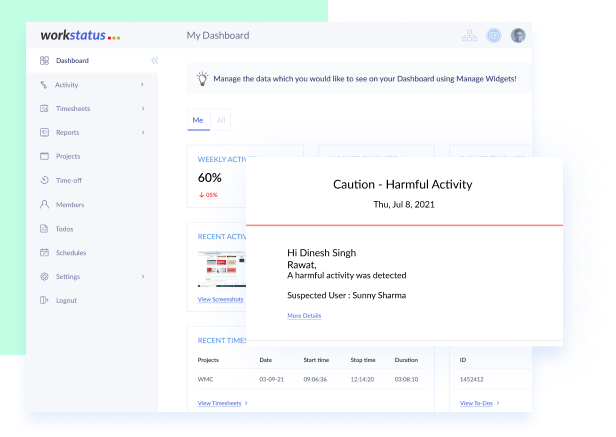 workstatus
My Dashboard
Dashboard
Activity
Timesheets
Reports
Projects
Time-off
Members
Todos
Schedules
Settings
Logout
Manage the data which you would like to see on your Dashboard using Manage Widgets!
Me
All
WEEKLY ACTIV
60%
05%
Caution - Harmful Activity
Thu, Jul 8, 2021
Hi Dinesh Singh
Rawat,
A harmful activity was detected
Suspected User : Sunny Sharma
More Details
RECENT ACTIV
View Screenshots
RECENT TIMES
Projects Date Start time Stop time Duration
WMC 03-09-21 09:06:36 12:14:20 03:08:10
View Timesheets
ID
1452412
View To-Dos